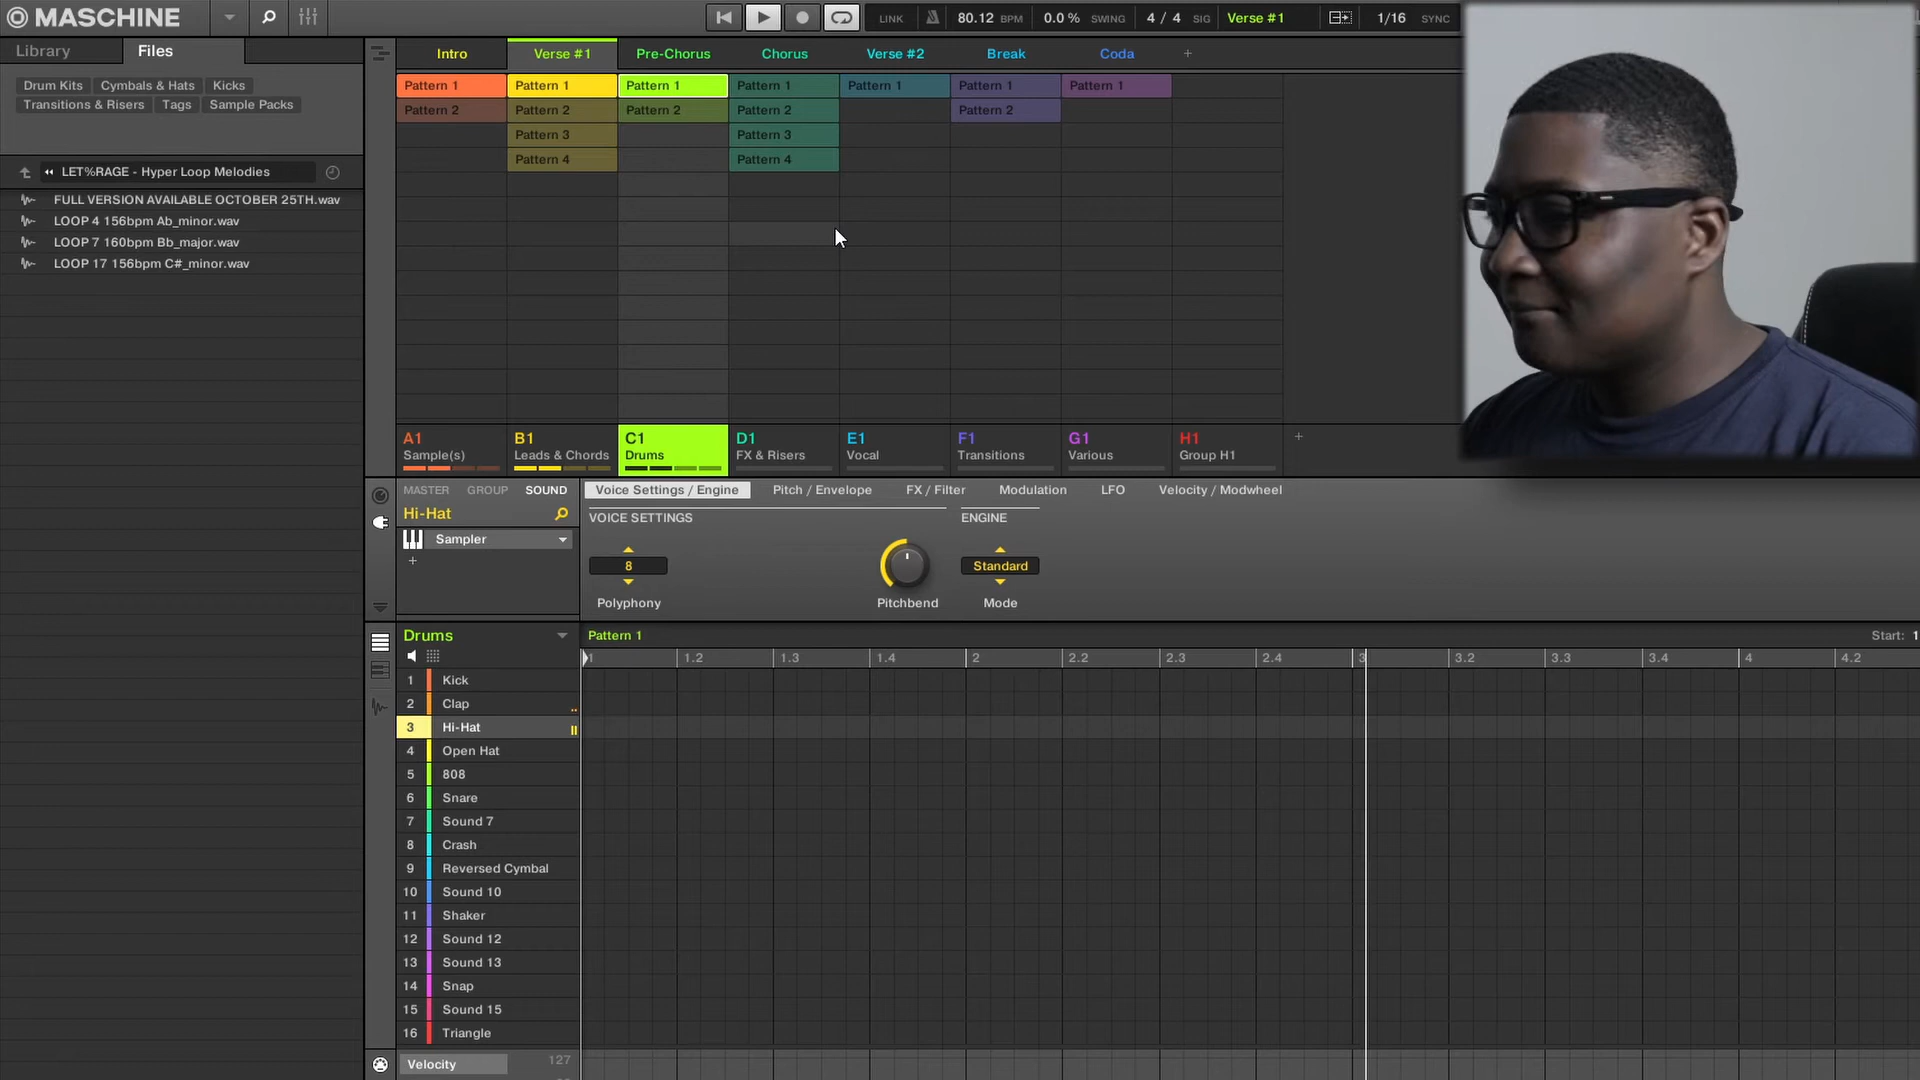 MASCHINE
LINK 80.12 BPM 0.0 % SWING 4 / 4 SIG Verse #1 1/16 SYNC
Library Files
Intro Verse #1 Pre-Chorus Chorus Verse #2 Break Coda +
Drum Kits Cymbals & Hats Kicks
Transitions & Risers Tags Sample Packs
Pattern 1 Pattern 1 Pattern 1 Pattern 1 Pattern 1 Pattern 1 Pattern 1
Pattern 2 Pattern 2 Pattern 2 Pattern 2 Pattern 2
Pattern 3 Pattern 3
Pattern 4 Pattern 4
LET%RAGE - Hyper Loop Melodies
FULL VERSION AVAILABLE OCTOBER 25TH.wav
LOOP 4 156bpm Ab_minor.wav
LOOP 7 160bpm Bb_major.wav
LOOP 17 156bpm C#_minor.wav
A1 B1 C1 D1 E1 F1 G1 H1 +
Sample(s) Leads & Chords Drums FX & Risers Vocal Transitions Various Group H1
MASTER GROUP SOUND Voice Settings / Engine Pitch / Envelope FX / Filter Modulation LFO Velocity / Modwheel
Hi-Hat
VOICE SETTINGS ENGINE
Sampler
+
8 Standard
Polyphony Pitchbend Mode
Drums Pattern 1 Start: 1
1 1.2 1.3 1.4 2 2.2 2.3 2.4 3 3.2 3.3 3.4 4 4.2
1 Kick
2 Clap
3 Hi-Hat
4 Open Hat
5 808
6 Snare
7 Sound 7
8 Crash
9 Reversed Cymbal
10 Sound 10
11 Shaker
12 Sound 12
13 Sound 13
14 Snap
15 Sound 15
16 Triangle
Velocity 127